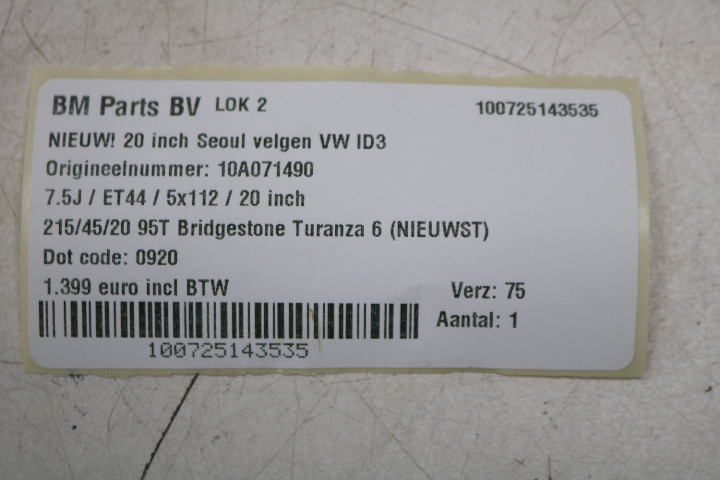 BM Parts BV LOK 2 100725143535
NIEUW! 20 inch Seoul velgen VW ID3
Origineelnummer: 10A071490
7.5J / ET44 / 5x112 / 20 inch
215/45/20 95T Bridgestone Turanza 6 (NIEUWST)
Dot code: 0920
1.399 euro incl BTW Verz: 75
Aantal: 1
100725143535